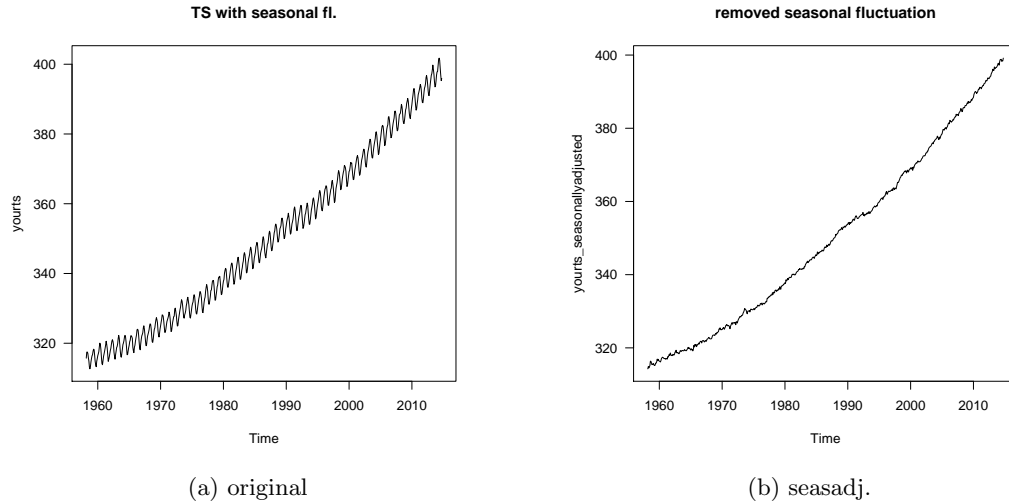 TS with seasonal fl.
yourts
400
380
360
340
320
1960 1970 1980 1990 2000 2010
Time
(a) original
removed seasonal fluctuation
yourts_seasonallyadjusted
400
380
360
340
320
1960 1970 1980 1990 2000 2010
Time
(b) seasadj.